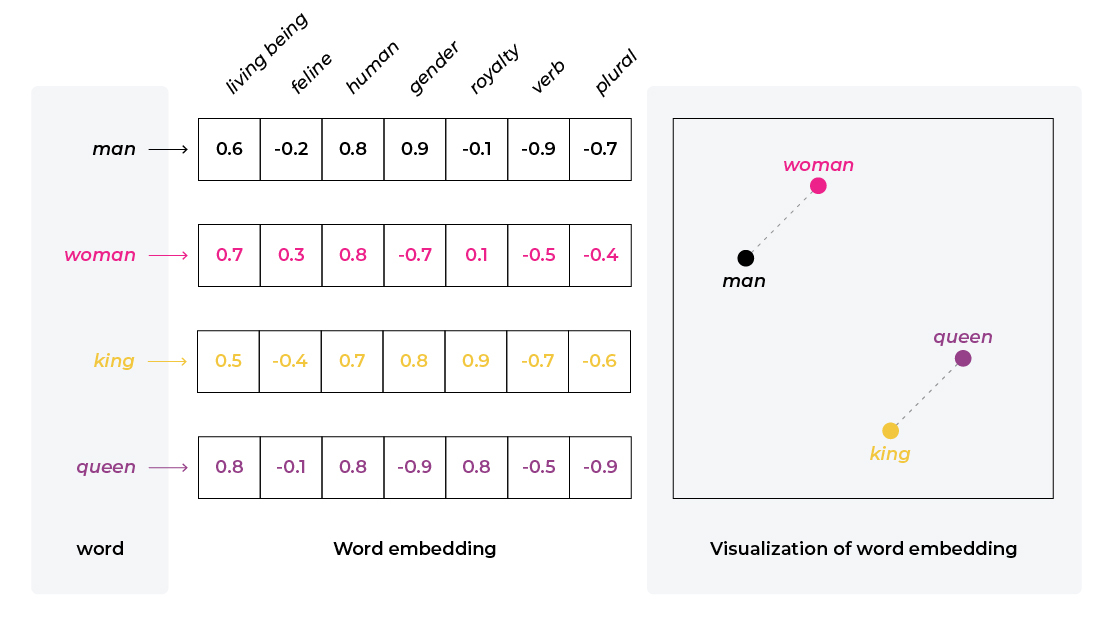 living being feline human gender royalty verb plural
man 0.6 -0.2 0.8 0.9 -0.1 -0.9 -0.7
woman 0.7 0.3 0.8 -0.7 0.1 -0.5 -0.4
king 0.5 -0.4 0.7 0.8 0.9 -0.7 -0.6
queen 0.8 -0.1 0.8 -0.9 0.8 -0.5 -0.9
word
Word embedding
woman
man
queen
king
Visualization of word embedding